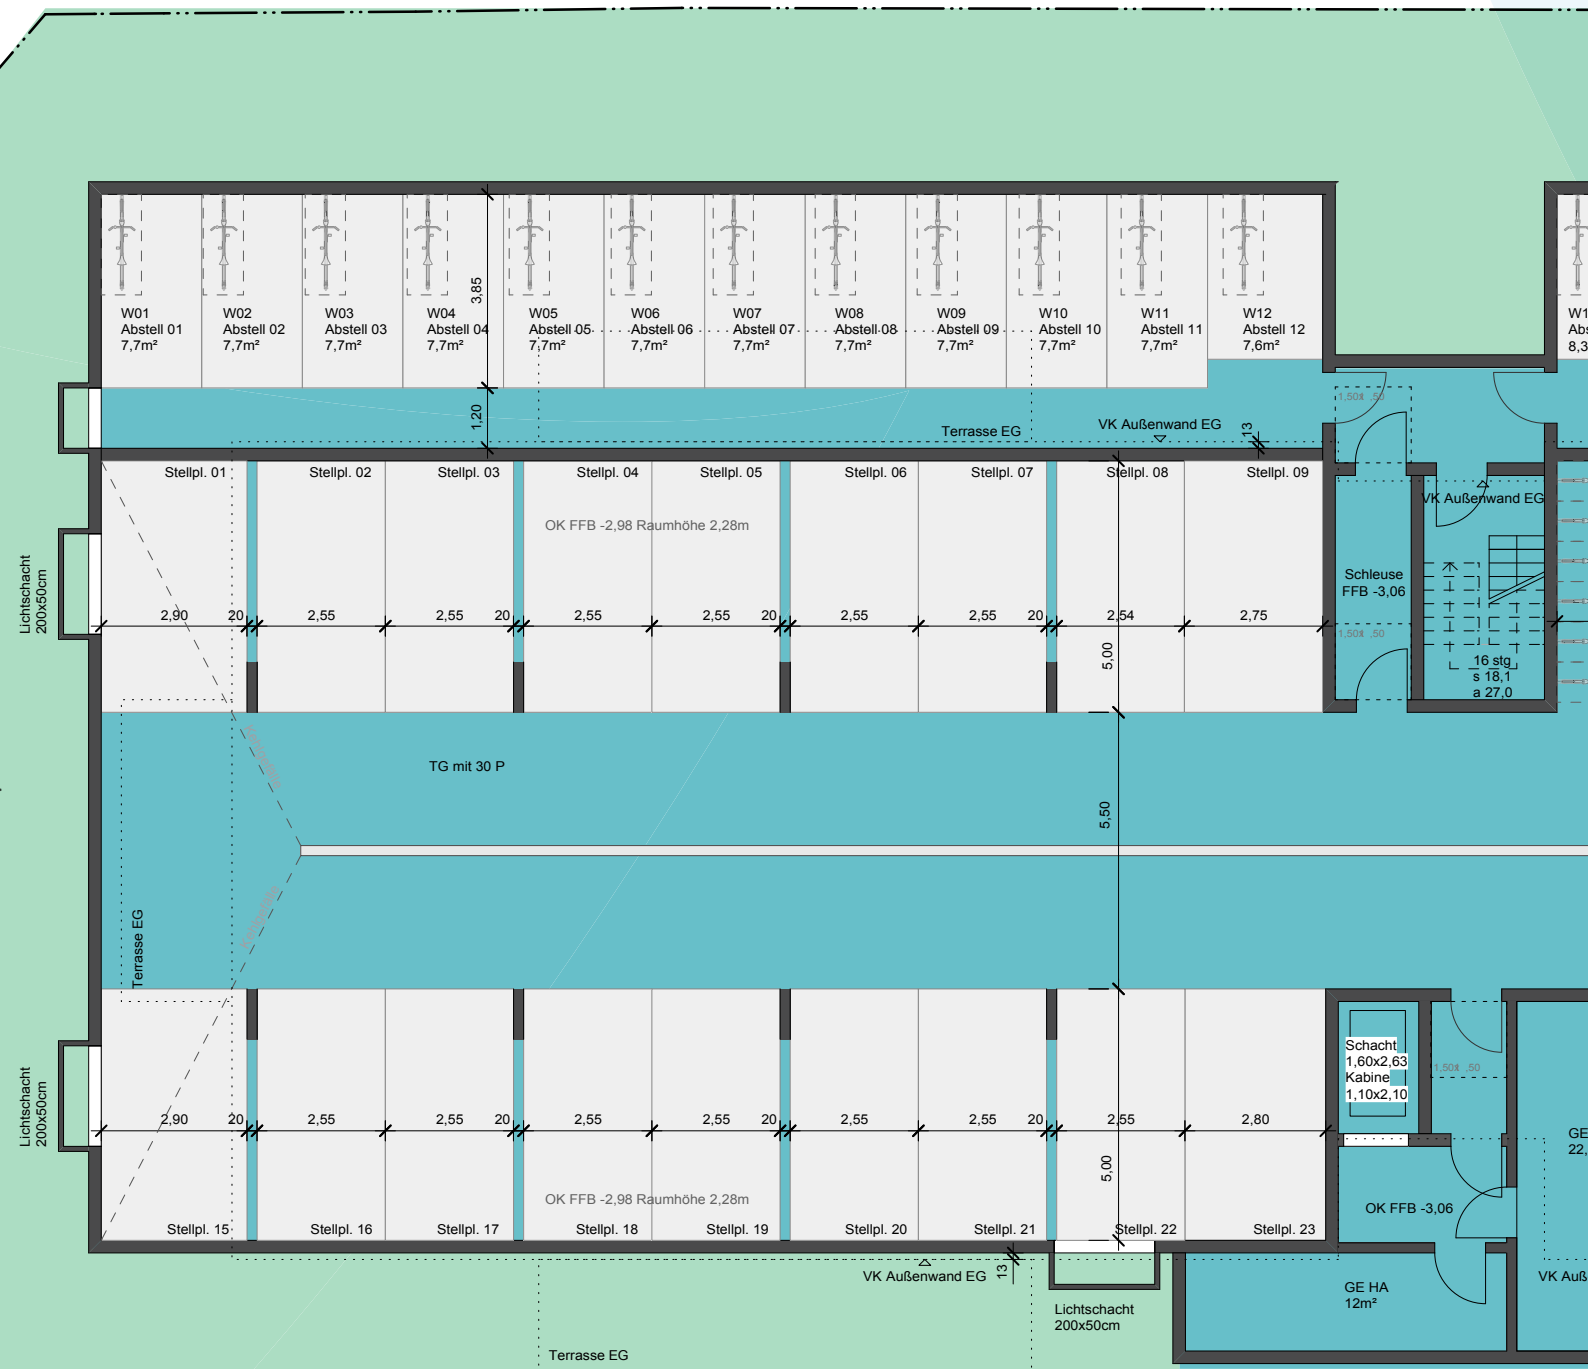 W01
Abstell 01
7,7m²
W02
Abstell 02
7,7m²
W03
Abstell 03
7,7m²
W04
Abstell 04
7,7m²
W05
Abstell 05
7,7m²
W06
Abstell 06
7,7m²
W07
Abstell 07
7,7m²
W08
Abstell 08
7,7m²
W09
Abstell 09
7,7m²
W10
Abstell 10
7,7m²
W11
Abstell 11
7,7m²
W12
Abstell 12
7,6m²
3,85
1,20
Terrasse EG
VK Außenwand EG
13
Stellpl. 01
Stellpl. 02
Stellpl. 03
Stellpl. 04
Stellpl. 05
Stellpl. 06
Stellpl. 07
Stellpl. 08
Stellpl. 09
VK Außenwand EG
OK FFB -2,98 Raumhöhe 2,28m
Lichtschacht
200x50cm
Schleuse
FFB -3,06
2,90
20
2,55
2,55
20
2,55
2,55
20
2,55
2,55
20
2,54
2,75
5,00
16 stg
s 18,1
a 27,0
TG mit 30 P
5,50
Terrasse EG
Schacht
1,60x2,63
Kabine
1,10x2,10
Lichtschacht
200x50cm
2,90
20
2,55
2,55
20
2,55
2,55
20
2,55
2,55
20
2,55
2,80
5,00
OK FFB -2,98 Raumhöhe 2,28m
OK FFB -3,06
Stellpl. 15
Stellpl. 16
Stellpl. 17
Stellpl. 18
Stellpl. 19
Stellpl. 20
Stellpl. 21
Stellpl. 22
Stellpl. 23
VK Außenwand EG
13
GE HA
12m²
Lichtschacht
200x50cm
Terrasse EG